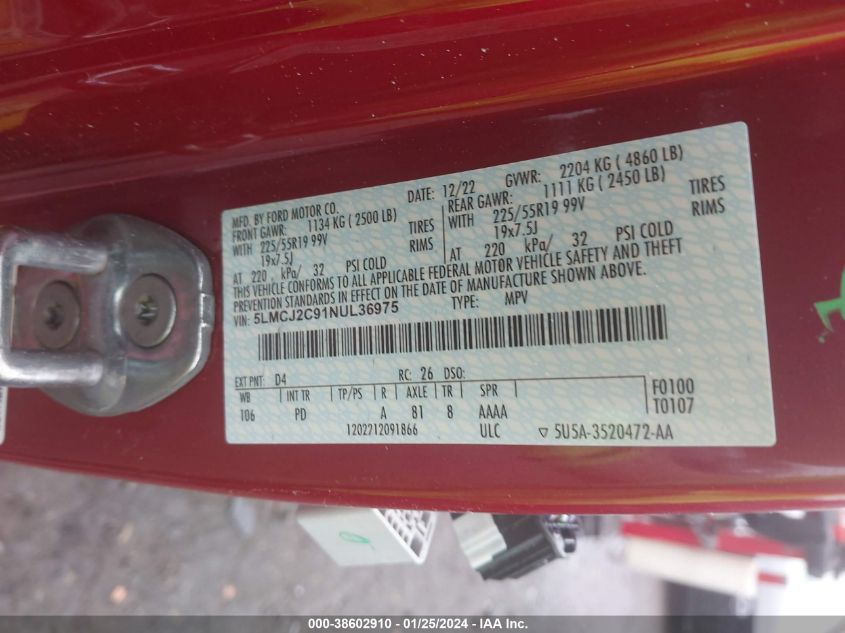 MFD. BY FORD MOTOR CO. DATE: 12/22 GVWR: 2204 KG ( 4860 LB)
FRONT GAWR: 1134 KG ( 2500 LB) REAR GAWR: 1111 KG ( 2450 LB)
WITH 225/55R19 99V TIRES WITH 225/55R19 99V TIRES
19x7.5J RIMS 19x7.5J RIMS
AT 220 kPa/ 32 PSI COLD AT 220 kPa/ 32 PSI COLD
THIS VEHICLE CONFORMS TO ALL APPLICABLE FEDERAL MOTOR VEHICLE SAFETY AND THEFT
PREVENTION STANDARDS IN EFFECT ON THE DATE OF MANUFACTURE SHOWN ABOVE.
VIN: 5LMCJ2C91NUL36975 TYPE: MPV
EXT PNT: D4 RC: 26 DSO:
WB INT TR TP/PS R AXLE TR SPR F0100
106 PD A 81 8 AAAA T0107
1202212091866 ULC ▽ 5U5A-3520472-AA
000-38602910 - 01/25/2024 - IAA Inc.